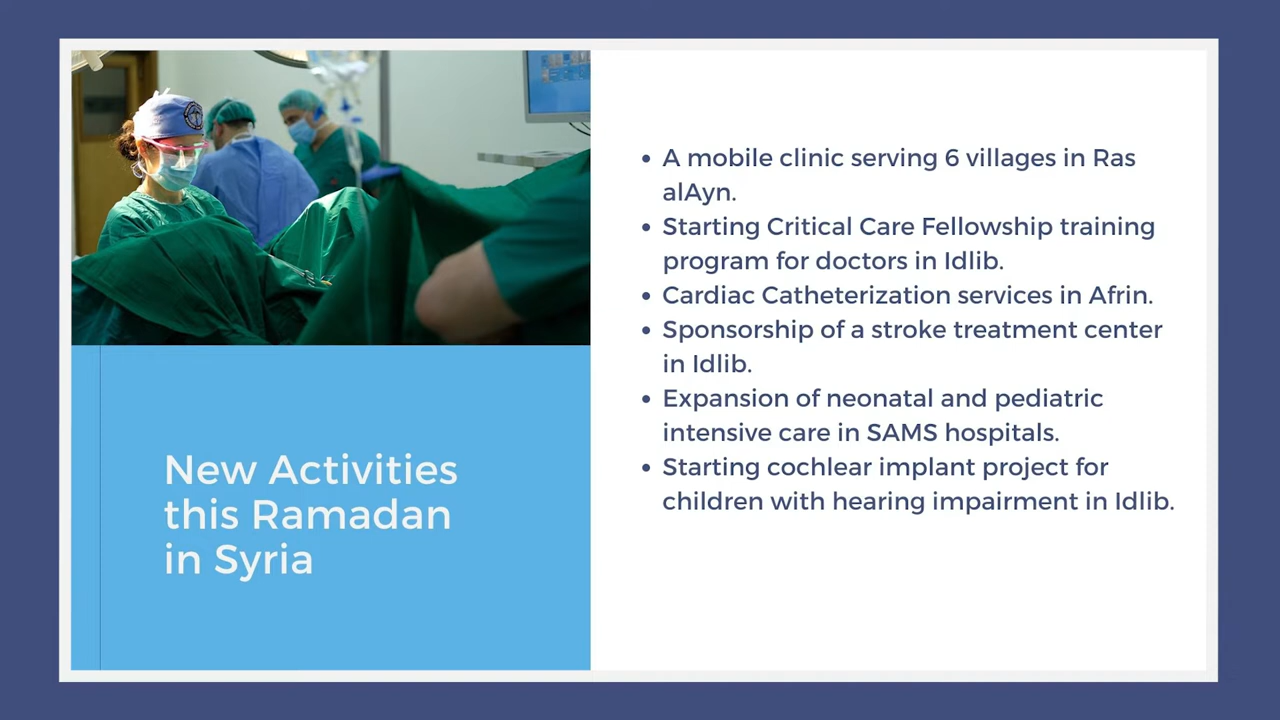 New Activities
this Ramadan
in Syria
• A mobile clinic serving 6 villages in Ras
alAyn.
• Starting Critical Care Fellowship training
program for doctors in Idlib.
• Cardiac Catheterization services in Afrin.
• Sponsorship of a stroke treatment center
in Idlib.
• Expansion of neonatal and pediatric
intensive care in SAMS hospitals.
• Starting cochlear implant project for
children with hearing impairment in Idlib.